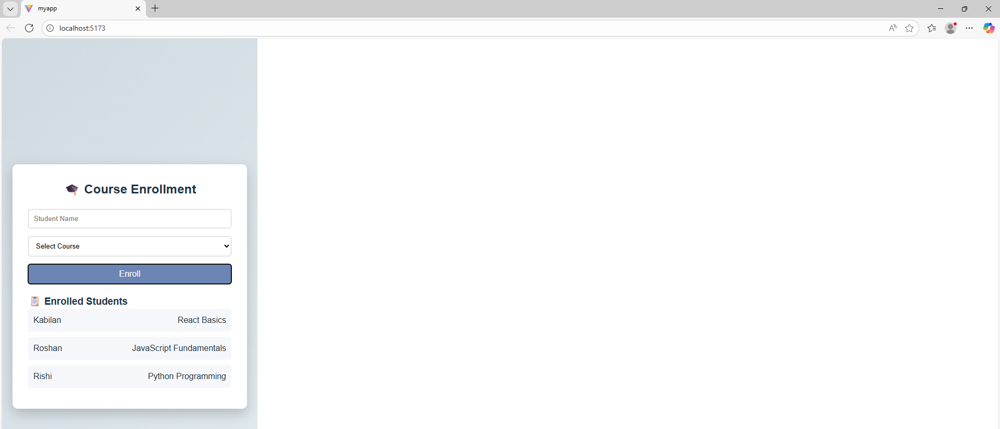 myapp
localhost:5173
Course Enrollment
Student Name
Select Course
Enroll
Enrolled Students
Kabilan React Basics
Roshan JavaScript Fundamentals
Rishi Python Programming